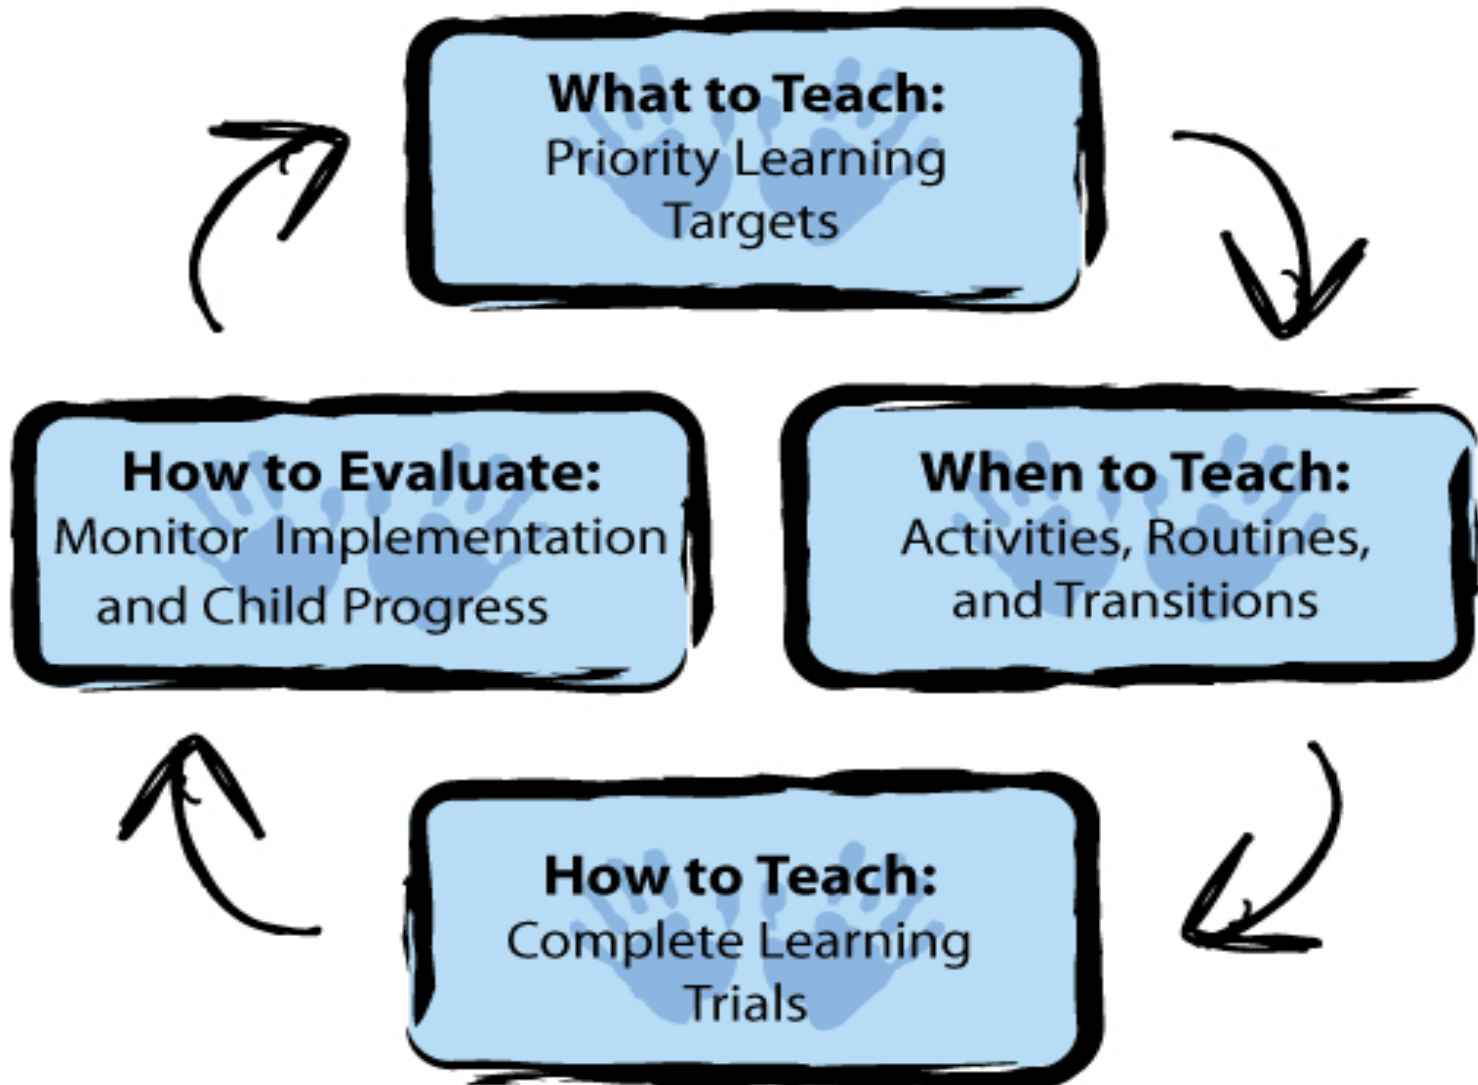 What to Teach:
Priority Learning
Targets
When to Teach:
Activities, Routines,
and Transitions
How to Teach:
Complete Learning
Trials
How to Evaluate:
Monitor Implementation
and Child Progress